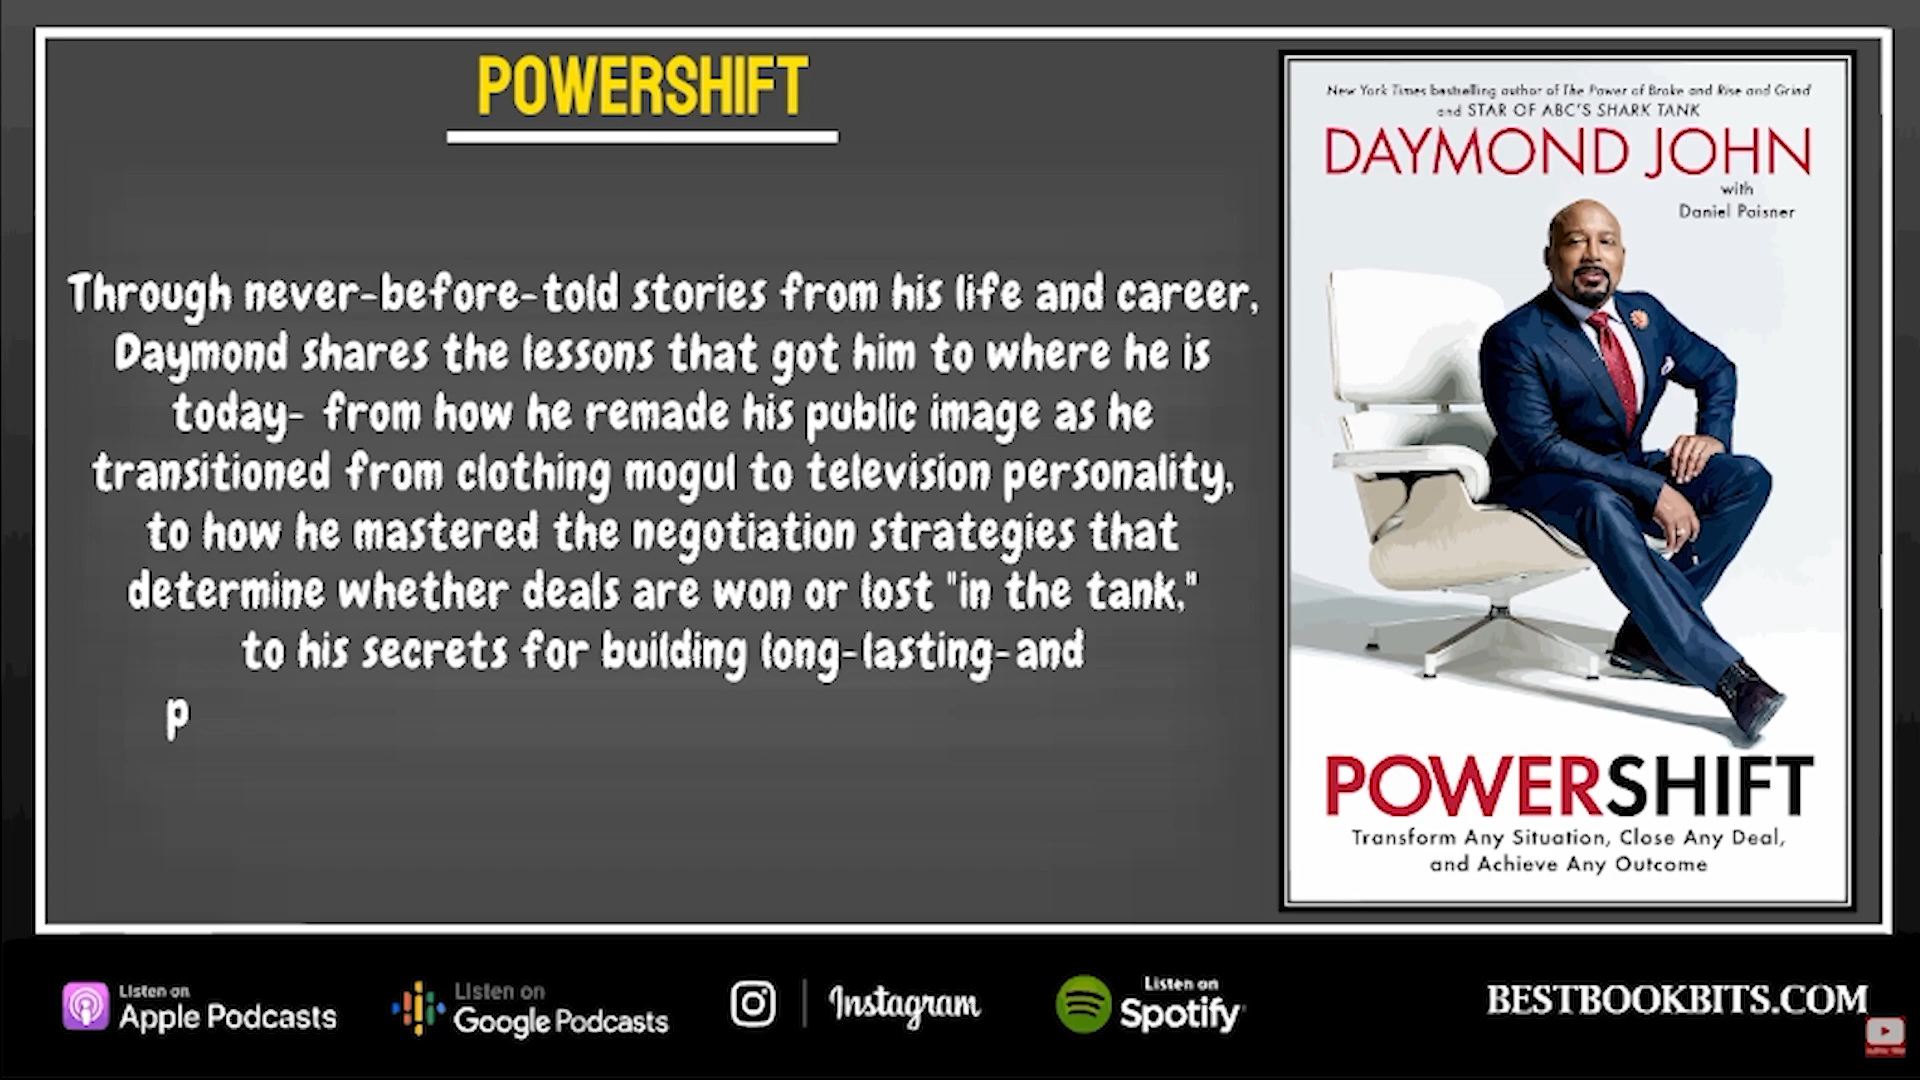 POWERSHIFT
Through never-before-told stories from his life and career,
Daymond shares the lessons that got him to where he is
today- from how he remade his public image as he
transitioned from clothing mogul to television personality,
to how he mastered the negotiation strategies that
determine whether deals are won or lost "in the tank,"
to his secrets for building long-lasting-and
p
New York Times bestselling author of The Power of Broke and Rise and Grind
and STAR OF ABC'S SHARK TANK
DAYMOND JOHN
with
Daniel Paisner
POWERSHIFT
Transform Any Situation, Close Any Deal,
and Achieve Any Outcome
Listen on
Apple Podcasts
Listen on
Google Podcasts
Instagram
Listen on
Spotify
BESTBOOKBITS.COM